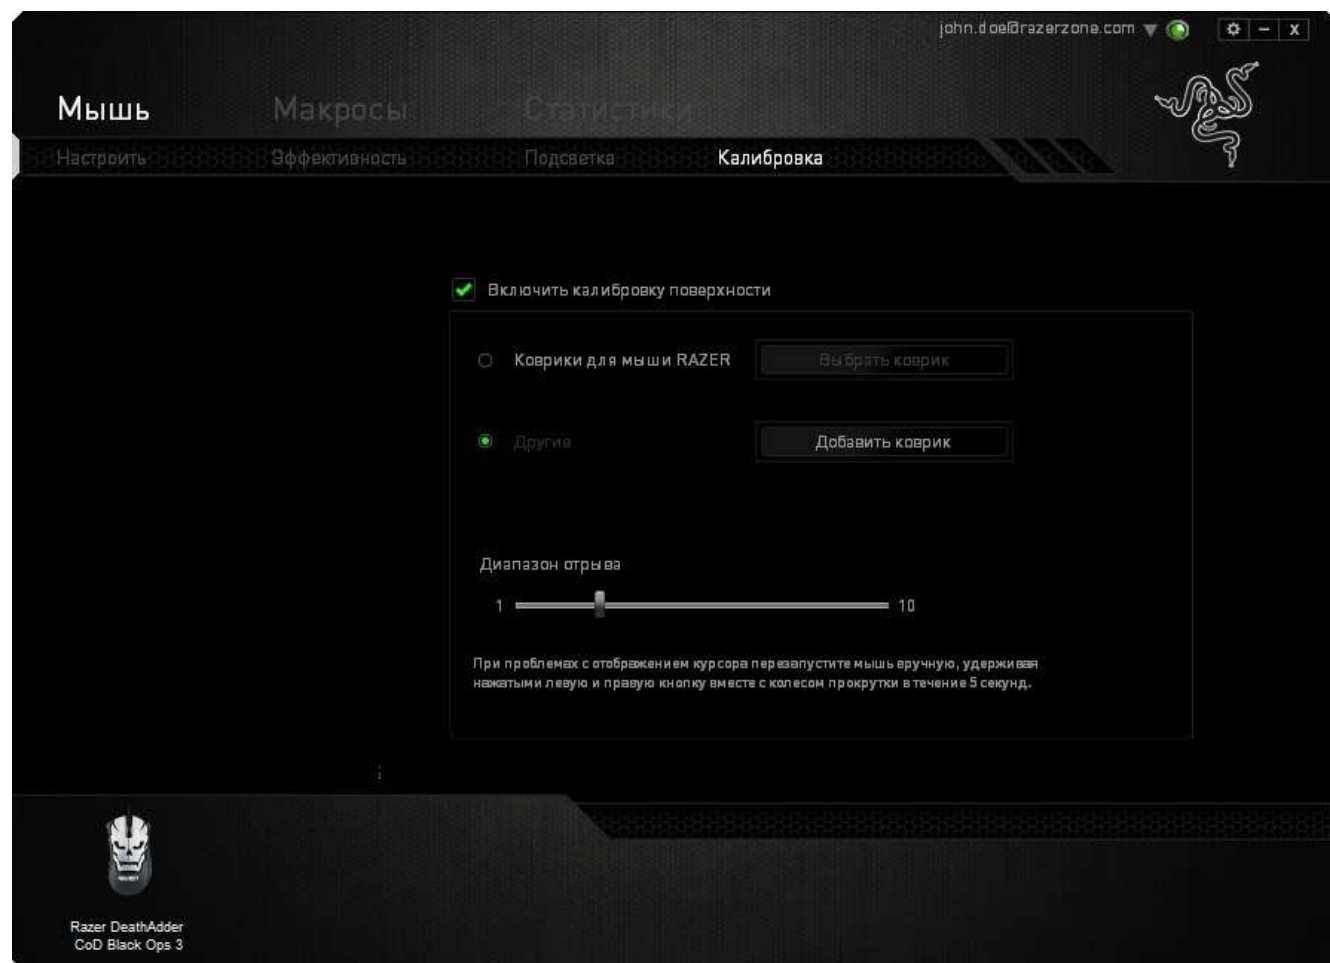 john.doe@razerzone.com
Мышь Макросы Статистики
Настроить Эффективность Подсветка Калибровка
Включить калибровку поверхности
Коврики для мыши RAZER Выбрать коврик
Другие Добавить коврик
Диапазон отрыва
1 10
При проблемах с отображением курсора перезапустите мышь вручную, удерживая
нажатыми левую и правую кнопку вместе с колесом прокрутки в течение 5 секунд.
Razer DeathAdder
CoD Black Ops 3